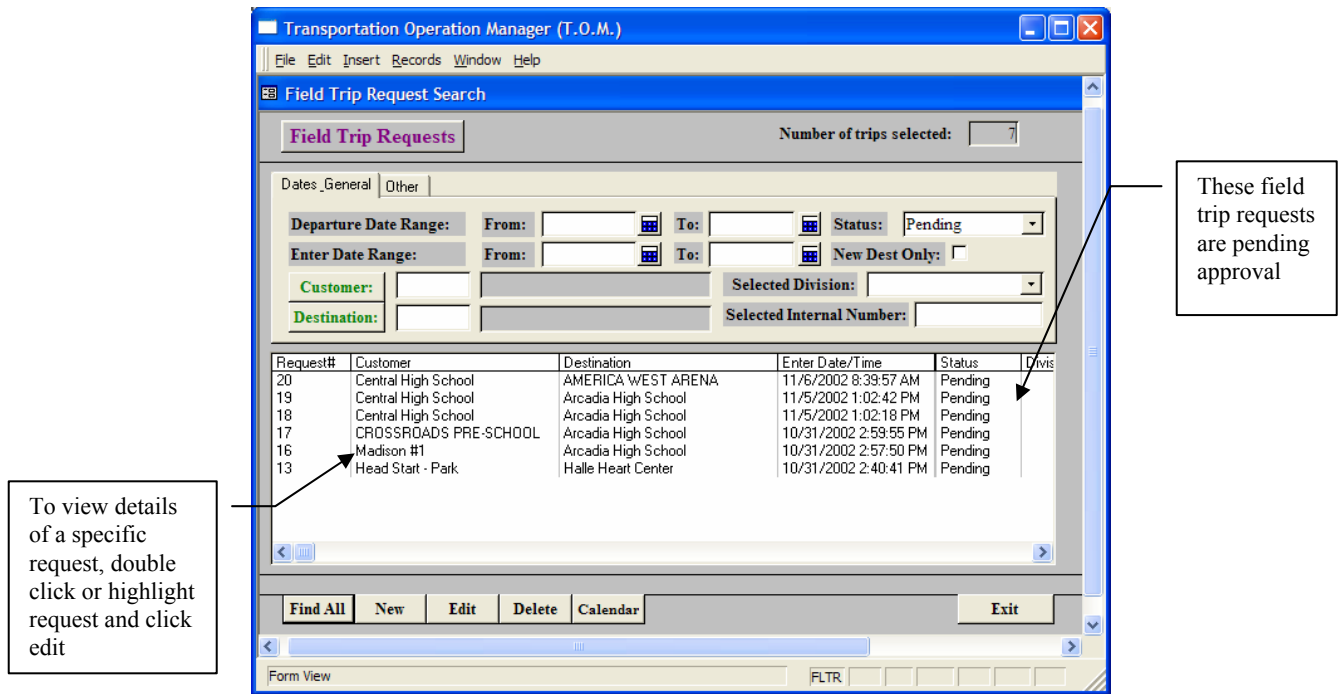 Transportation Operation Manager (T.O.M.)
File Edit Insert Records Window Help
Field Trip Request Search
Field Trip Requests
Number of trips selected: 7
Dates_General Other
Departure Date Range: From: To: Status: Pending
Enter Date Range: From: To: New Dest Only:
Customer: Selected Division:
Destination: Selected Internal Number:
Request# Customer Destination Enter Date/Time Status Divis
20 Central High School AMERICA WEST ARENA 11/6/2002 8:39:57 AM Pending
19 Central High School Arcadia High School 11/5/2002 1:02:42 PM Pending
18 Central High School Arcadia High School 11/5/2002 1:02:18 PM Pending
17 CROSSROADS PRE-SCHOOL Arcadia High School 10/31/2002 2:59:55 PM Pending
16 Madison #1 Arcadia High School 10/31/2002 2:57:50 PM Pending
13 Head Start - Park Halle Heart Center 10/31/2002 2:40:41 PM Pending
Find All New Edit Delete Calendar Exit
Form View FLTR
These field
trip requests
are pending
approval
To view details
of a specific
request, double
click or highlight
request and click
edit